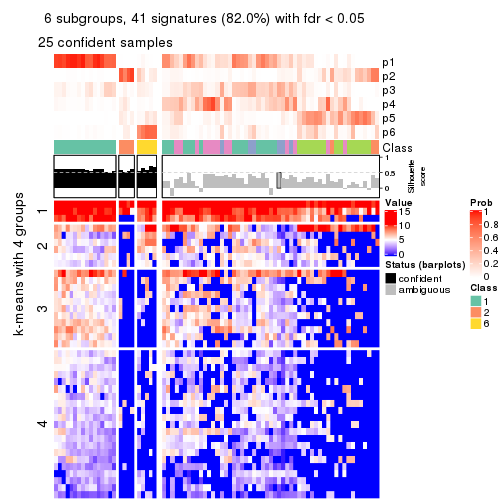 6 subgroups, 41 signatures (82.0%) with fdr < 0.05
25 confident samples
p1
p2
p3
p4
p5
p6
Class
1
0.5
0
Silhouette
score
k-means with 4 groups
1
2
3
4
Value
15
10
5
0
Status (barplots)
confident
ambiguous
Prob
1
0.8
0.6
0.4
0.2
0
Class
1
2
6